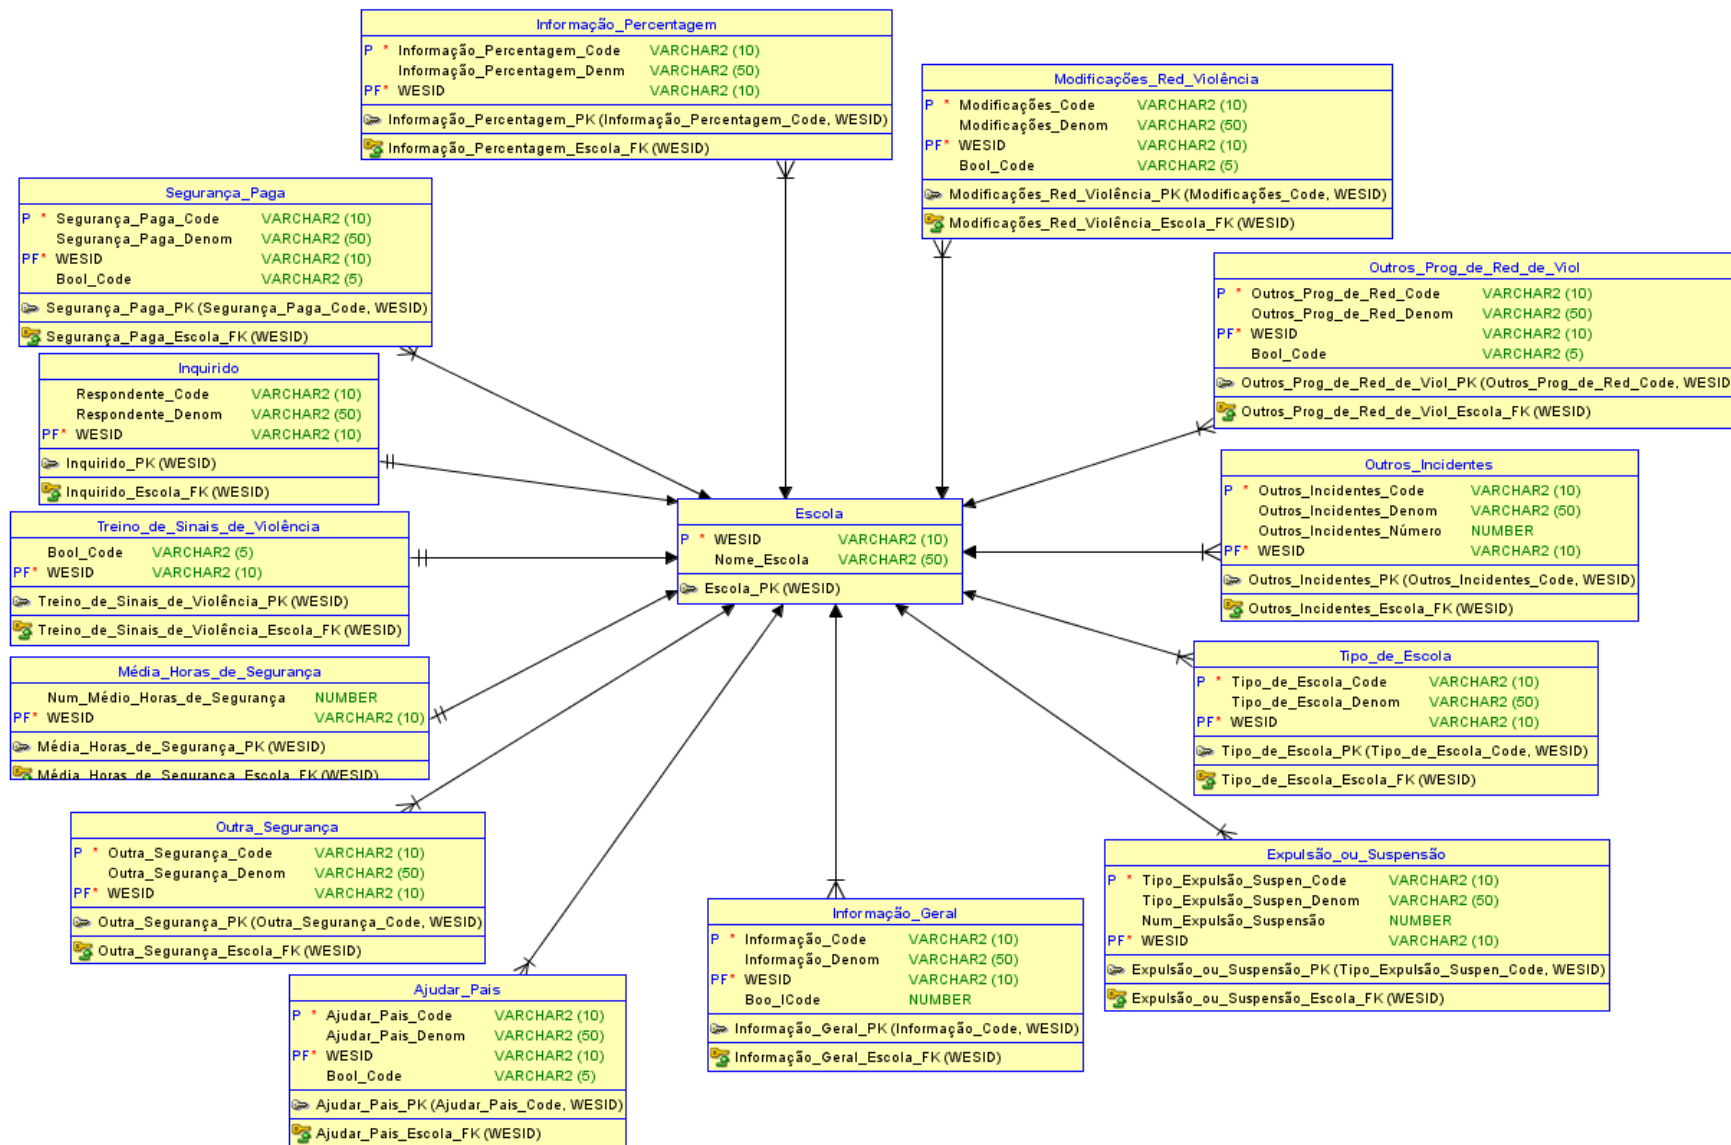 Informação_Percentagem
P * Informação_Percentagem_Code VARCHAR2 (10)
Informação_Percentagem_Denm VARCHAR2 (50)
PF* WESID VARCHAR2 (10)
Informação_Percentagem_PK (Informação_Percentagem_Code, WESID)
Informação_Percentagem_Escola_FK (WESID)
Modificações_Red_Violência
P * Modificações_Code VARCHAR2 (10)
Modificações_Denom VARCHAR2 (50)
PF* WESID VARCHAR2 (10)
Bool_Code VARCHAR2 (5)
Modificações_Red_Violência_PK (Modificações_Code, WESID)
Modificações_Red_Violência_Escola_FK (WESID)
Segurança_Paga
P * Segurança_Paga_Code VARCHAR2 (10)
Segurança_Paga_Denom VARCHAR2 (50)
PF* WESID VARCHAR2 (10)
Bool_Code VARCHAR2 (5)
Segurança_Paga_PK (Segurança_Paga_Code, WESID)
Segurança_Paga_Escola_FK (WESID)
Outros_Prog_de_Red_de_Viol
P * Outros_Prog_de_Red_Code VARCHAR2 (10)
Outros_Prog_de_Red_Denom VARCHAR2 (50)
PF* WESID VARCHAR2 (10)
Bool_Code VARCHAR2 (5)
Outros_Prog_de_Red_de_Viol_PK (Outros_Prog_de_Red_Code, WESID
Outros_Prog_de_Red_de_Viol_Escola_FK (WESID)
Inquirido
Respondente_Code VARCHAR2 (10)
Respondente_Denom VARCHAR2 (50)
PF* WESID VARCHAR2 (10)
Inquirido_PK (WESID)
Inquirido_Escola_FK (WESID)
Outros_Incidentes
P * Outros_Incidentes_Code VARCHAR2 (10)
Outros_Incidentes_Denom VARCHAR2 (50)
Outros_Incidentes_Número NUMBER
PF* WESID VARCHAR2 (10)
Outros_Incidentes_PK (Outros_Incidentes_Code, WESID)
Outros_Incidentes_Escola_FK (WESID)
Escola
P * WESID VARCHAR2 (10)
Nome_Escola VARCHAR2 (50)
Escola_PK (WESID)
Treino_de_Sinais_de_Violência
Bool_Code VARCHAR2 (5)
PF* WESID VARCHAR2 (10)
Treino_de_Sinais_de_Violência_PK (WESID)
Treino_de_Sinais_de_Violência_Escola_FK (WESID)
Tipo_de_Escola
P * Tipo_de_Escola_Code VARCHAR2 (10)
Tipo_de_Escola_Denom VARCHAR2 (50)
PF* WESID VARCHAR2 (10)
Tipo_de_Escola_PK (Tipo_de_Escola_Code, WESID)
Tipo_de_Escola_Escola_FK (WESID)
Média_Horas_de_Segurança
Num_Médio_Horas_de_Segurança NUMBER
PF* WESID VARCHAR2 (10)
Média_Horas_de_Segurança_PK (WESID)
Média_Horas_de_Segurança_Escola_FK (WESID)
Outra_Segurança
P * Outra_Segurança_Code VARCHAR2 (10)
Outra_Segurança_Denom VARCHAR2 (50)
PF* WESID VARCHAR2 (10)
Outra_Segurança_PK (Outra_Segurança_Code, WESID)
Outra_Segurança_Escola_FK (WESID)
Expulsão_ou_Suspensão
P * Tipo_Expulsão_Suspen_Code VARCHAR2 (10)
Tipo_Expulsão_Suspen_Denom VARCHAR2 (50)
Num_Expulsão_Suspensão NUMBER
PF* WESID VARCHAR2 (10)
Expulsão_ou_Suspensão_PK (Tipo_Expulsão_Suspen_Code, WESID)
Expulsão_ou_Suspensão_Escola_FK (WESID)
Informação_Geral
P * Informação_Code VARCHAR2 (10)
Informação_Denom VARCHAR2 (50)
PF* WESID VARCHAR2 (10)
Boo_lCode NUMBER
Informação_Geral_PK (Informação_Code, WESID)
Informação_Geral_Escola_FK (WESID)
Ajudar_Pais
P * Ajudar_Pais_Code VARCHAR2 (10)
Ajudar_Pais_Denom VARCHAR2 (50)
PF* WESID VARCHAR2 (10)
Bool_Code VARCHAR2 (5)
Ajudar_Pais_PK (Ajudar_Pais_Code, WESID)
Ajudar_Pais_Escola_FK (WESID)